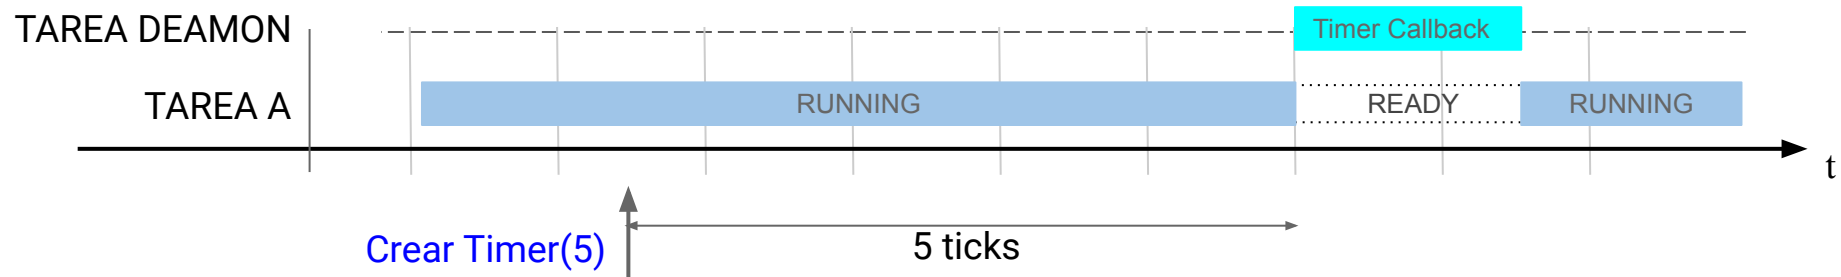 TAREA DEAMON
Timer Callback
TAREA A
RUNNING
READY
RUNNING
t
Crear Timer(5)
5 ticks